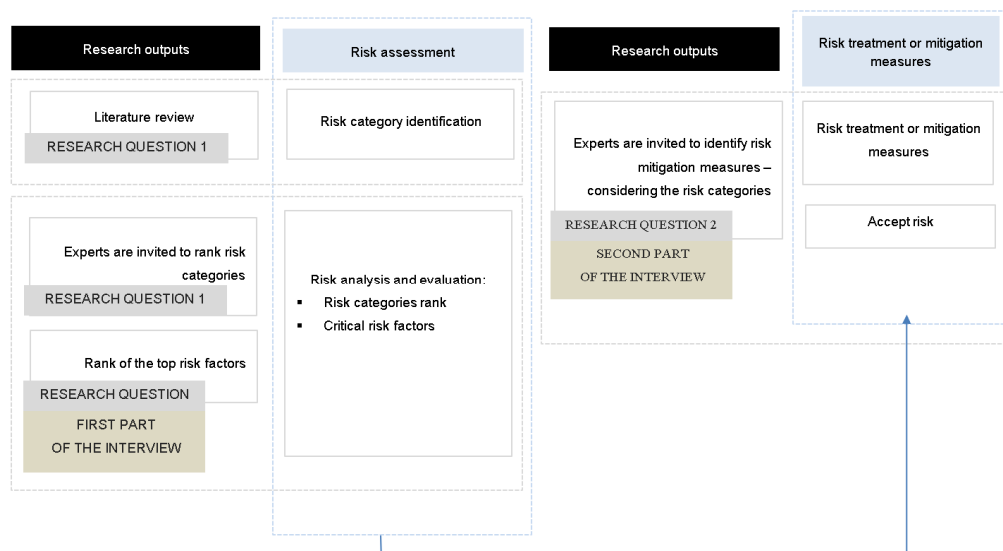 Research outputs
Risk assessment
Literature review
RESEARCH QUESTION 1
Risk category identification
Experts are invited to rank risk
categories
RESEARCH QUESTION 1
Rank of the top risk factors
RESEARCH QUESTION
FIRST PART
OF THE INTERVIEW
Risk analysis and evaluation:
▪ Risk categories rank
▪ Critical risk factors
Research outputs
Risk treatment or mitigation
measures
Experts are invited to identify risk
mitigation measures –
considering the risk categories
RESEARCH QUESTION 2
SECOND PART
OF THE INTERVIEW
Risk treatment or mitigation
measures
Accept risk